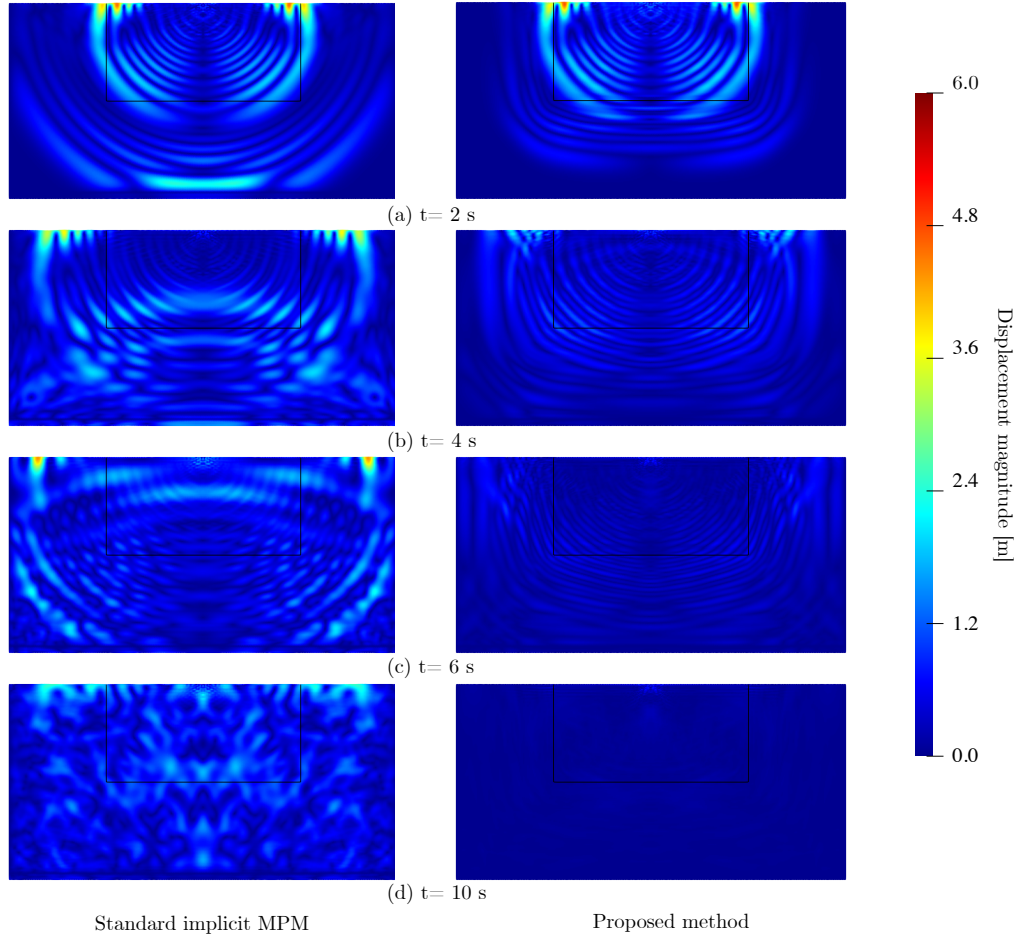 (a) t= 2 s
(b) t= 4 s
(c) t= 6 s
(d) t= 10 s
Standard implicit MPM
Proposed method
6.0
4.8
3.6
2.4
1.2
0.0
Displacement magnitude [m]